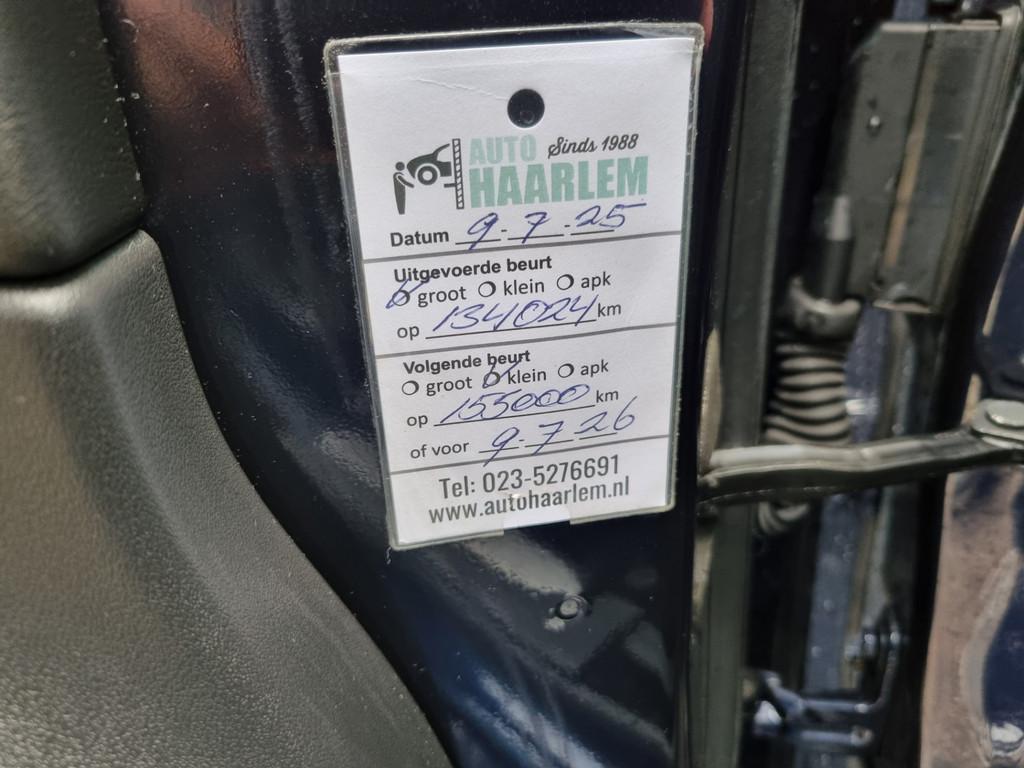 AUTO Sinds 1988
HAARLEM
Datum 9-7-25
Uitgevoerde beurt
groot O klein O apk
op 134024 km
Volgende beurt
O groot klein O apk
op 155000 km
of voor 9-7-26
Tel: 023-5276691
www.autohaarlem.nl